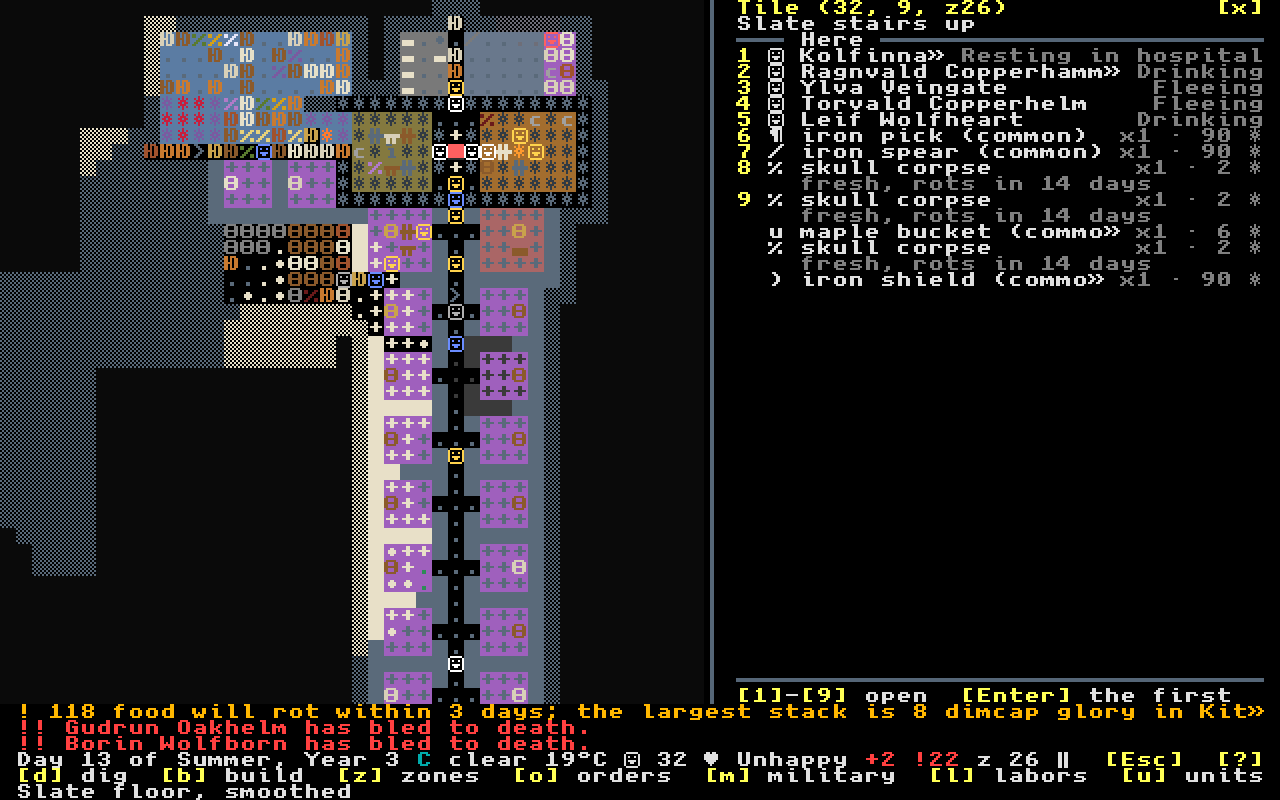 Tile (32, 9, z26) [x]
Slate stairs up
Here
1 Kolfinna» Resting in hospital
2 Ragnvald Copperhamm» Drinking
3 Ylva Veingate Fleeing
4 Torvald Copperhelm Fleeing
5 Leif Wolfheart Drinking
6 ¶ iron pick (common) x1 · 90 *
7 / iron spear (common) x1 · 90 *
8 % skull corpse x1 · 2 *
fresh, rots in 14 days
9 % skull corpse x1 · 2 *
fresh, rots in 14 days
u maple bucket (commo» x1 · 6 *
% skull corpse x1 · 2 *
fresh, rots in 14 days
) iron shield (commo» x1 90 *
[1]-[9] open [Enter] the first
! 118 food will rot within 3 days; the largest stack is 8 dimcap glory in Kit»
!! Gudrun Oakhelm has bled to death.
!! Borin Wolfborn has bled to death.
Day 13 of Summer, Year 3 C clear 19°C ☺ 32 ♥ Unhappy +2 !22 z 26 ‖ [Esc] [?]
[d] dig [b] build [z] zones [o] orders [m] military [l] labors [u] units
Slate floor, smoothed